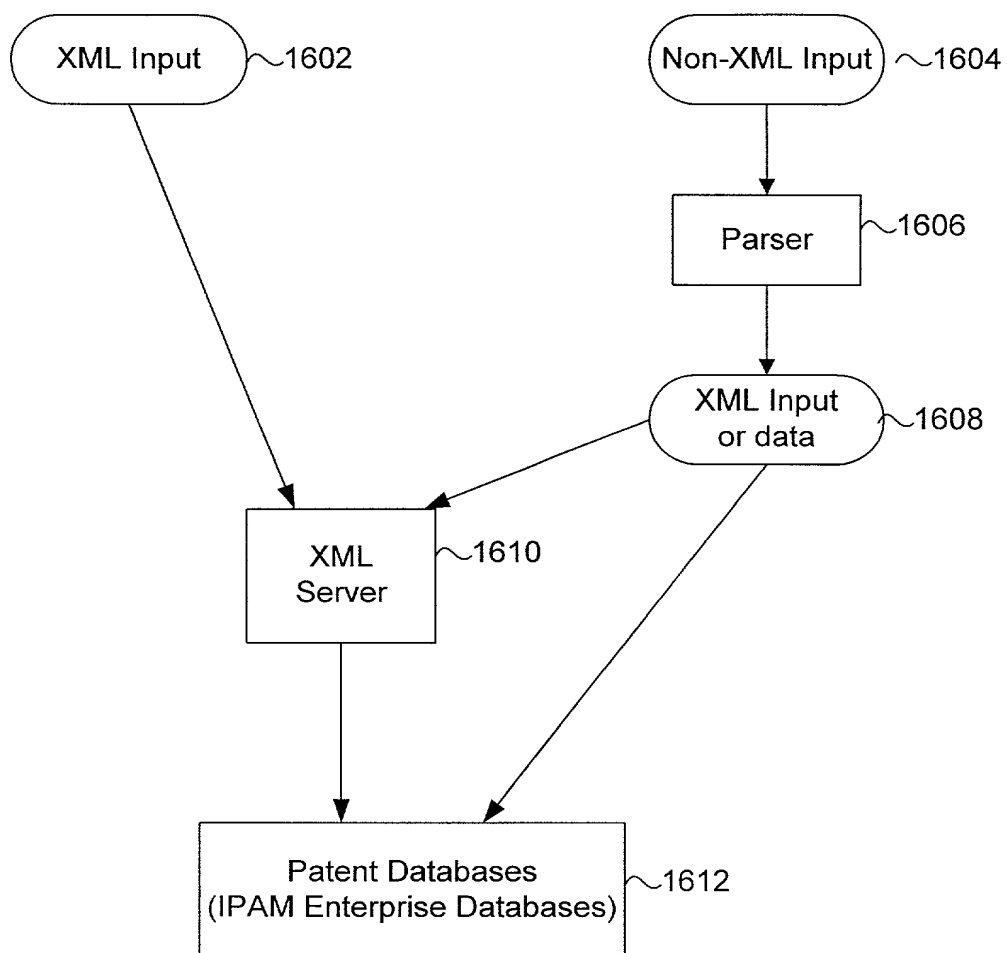 XML Input
1602
Non-XML Input
1604
Parser
1606
XML Input
or data
1608
XML
Server
1610
Patent Databases
(IPAM Enterprise Databases)
1612